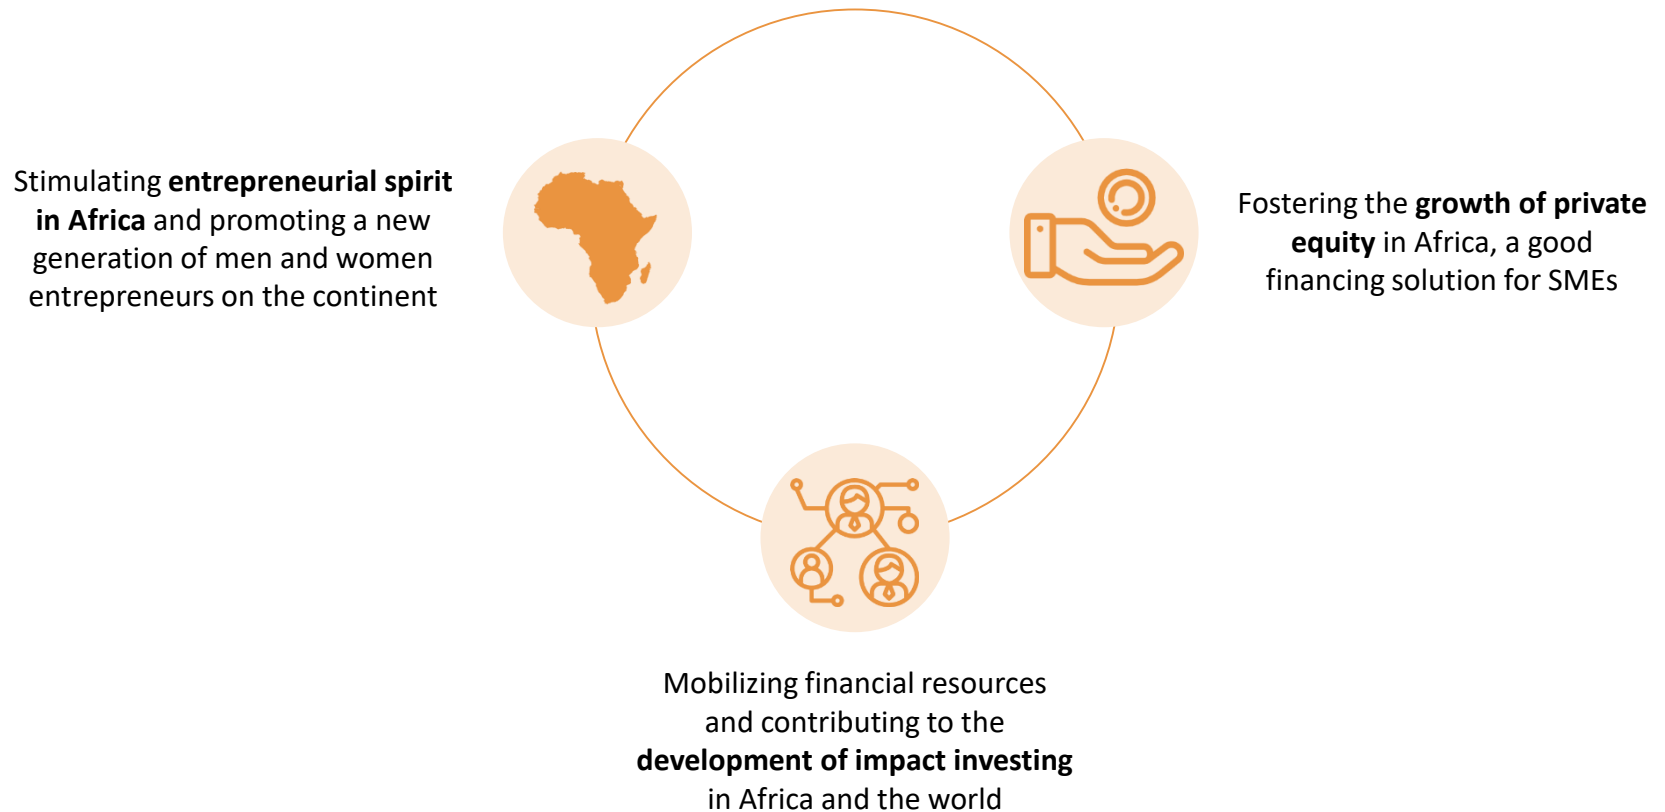 Stimulating entrepreneurial spirit
in Africa and promoting a new
generation of men and women
entrepreneurs on the continent
Fostering the growth of private
equity in Africa, a good
financing solution for SMEs
Mobilizing financial resources
and contributing to the
development of impact investing
in Africa and the world